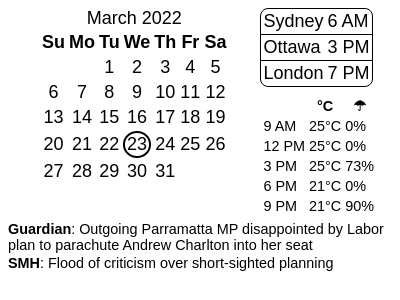 March 2022
Su Mo Tu We Th Fr Sa
1 2 3 4 5
6 7 8 9 10 11 12
13 14 15 16 17 18 19
20 21 22 23 24 25 26
27 28 29 30 31
Sydney 6 AM
Ottawa 3 PM
London 7 PM
°C ☂
9 AM 25°C 0%
12 PM 25°C 0%
3 PM 25°C 73%
6 PM 21°C 0%
9 PM 21°C 90%
Guardian: Outgoing Parramatta MP disappointed by Labor
plan to parachute Andrew Charlton into her seat
SMH: Flood of criticism over short-sighted planning